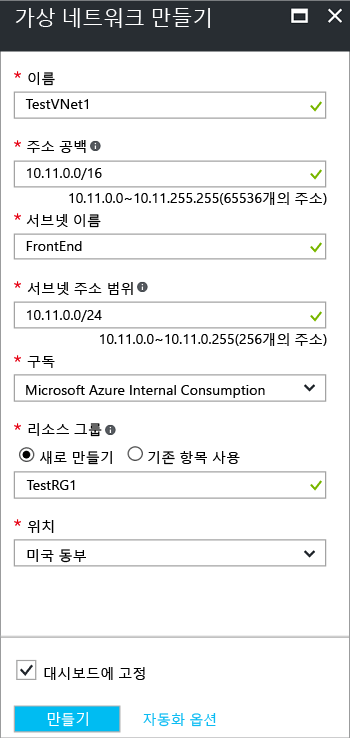 가상 네트워크 만들기
* 이름
TestVNet1
* 주소 공백
10.11.0.0/16
10.11.0.0~10.11.255.255(65536개의 주소)
* 서브넷 이름
FrontEnd
* 서브넷 주소 범위
10.11.0.0/24
10.11.0.0~10.11.0.255(256개의 주소)
* 구독
Microsoft Azure Internal Consumption
* 리소스 그룹
새로 만들기 기존 항목 사용
TestRG1
* 위치
미국 동부
대시보드에 고정
만들기 자동화 옵션